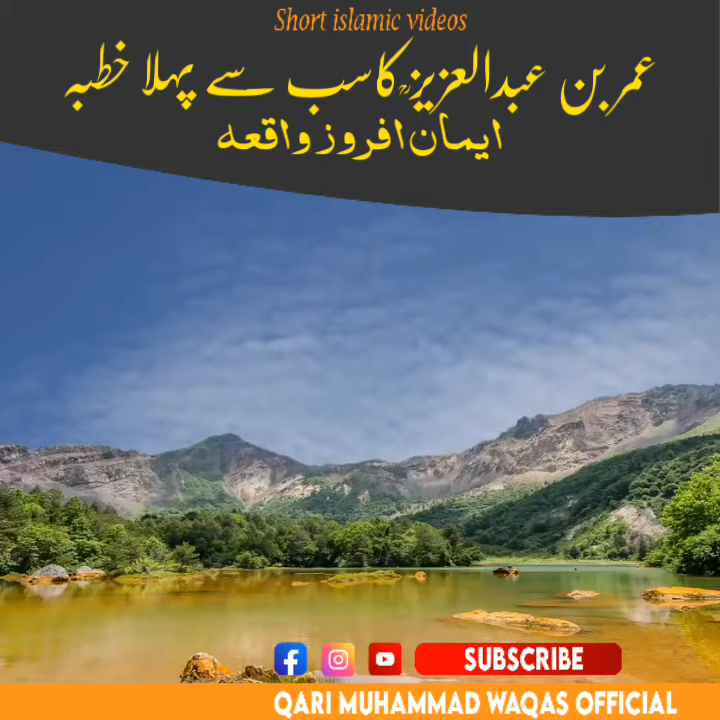 Short islamic videos
عمر بن عبدالعزیزؒ کا سب سے پہلا خطبہ
ایمان افروز واقعہ
SUBSCRIBE
QARI MUHAMMAD WAQAS OFFICIAL